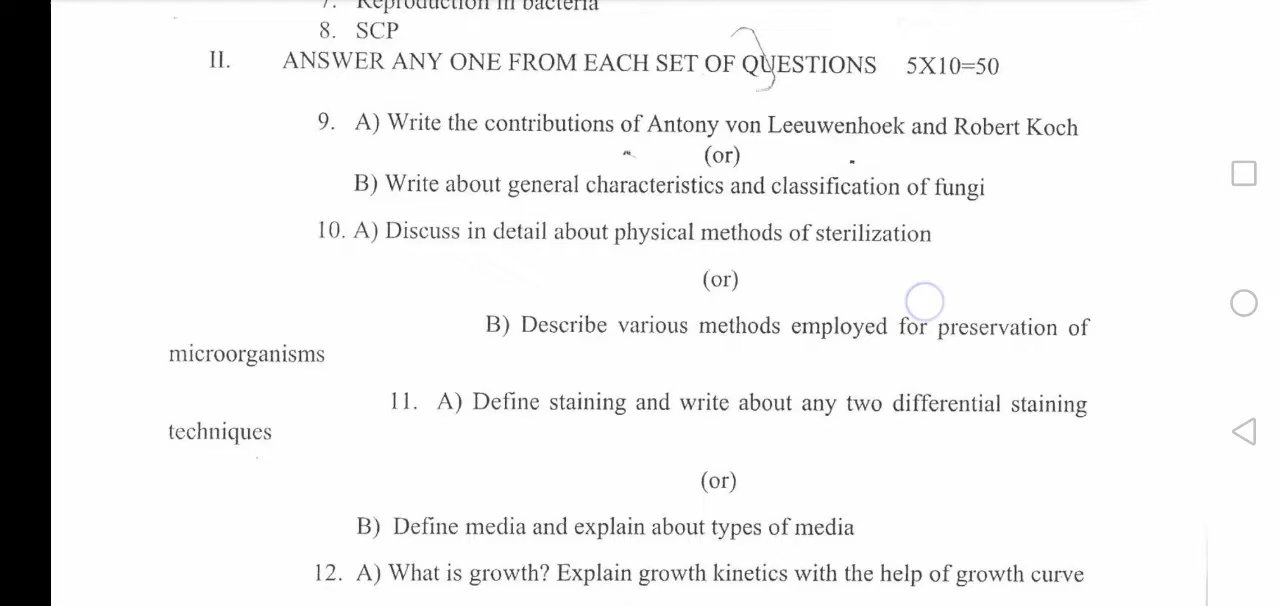 7. Reproduction in bacteria
8. SCP
II. ANSWER ANY ONE FROM EACH SET OF QUESTIONS 5X10=50
9. A) Write the contributions of Antony von Leeuwenhoek and Robert Koch
(or)
B) Write about general characteristics and classification of fungi
10. A) Discuss in detail about physical methods of sterilization
(or)
B) Describe various methods employed for preservation of
microorganisms
11. A) Define staining and write about any two differential staining
techniques
(or)
B) Define media and explain about types of media
12. A) What is growth? Explain growth kinetics with the help of growth curve